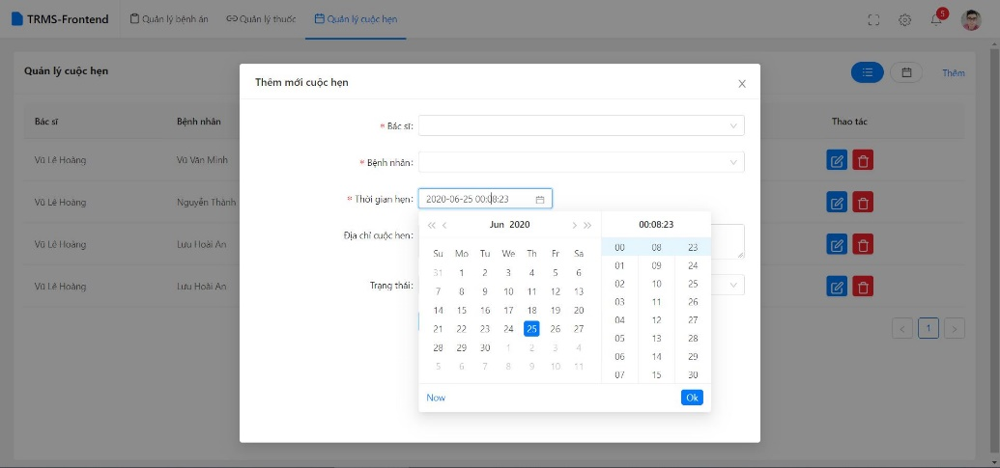 TRMS-Frontend Quản lý bệnh án Quản lý thuốc Quản lý cuộc hẹn 5
Quản lý cuộc hẹn Thêm
Bác sĩ Bệnh nhân Thao tác
Vũ Lê Hoàng Vũ Văn Minh
Vũ Lê Hoàng Nguyễn Thành
Vũ Lê Hoàng Lưu Hoài An
Vũ Lê Hoàng Lưu Hoài An
1
Thêm mới cuộc hẹn
* Bác sĩ:
* Bệnh nhân:
* Thời gian hẹn: 2020-06-25 00:08:23
Địa chỉ cuộc hẹn:
Trạng thái:
Jun 2020 00:08:23
Su Mo Tu We Th Fr Sa
31 1 2 3 4 5 6
7 8 9 10 11 12 13
14 15 16 17 18 19 20
21 22 23 24 25 26 27
28 29 30 1 2 3 4
5 6 7 8 9 10 11
00 08 23
01 09 24
02 10 25
03 11 26
04 12 27
05 13 28
06 14 29
07 15 30
Now Ok